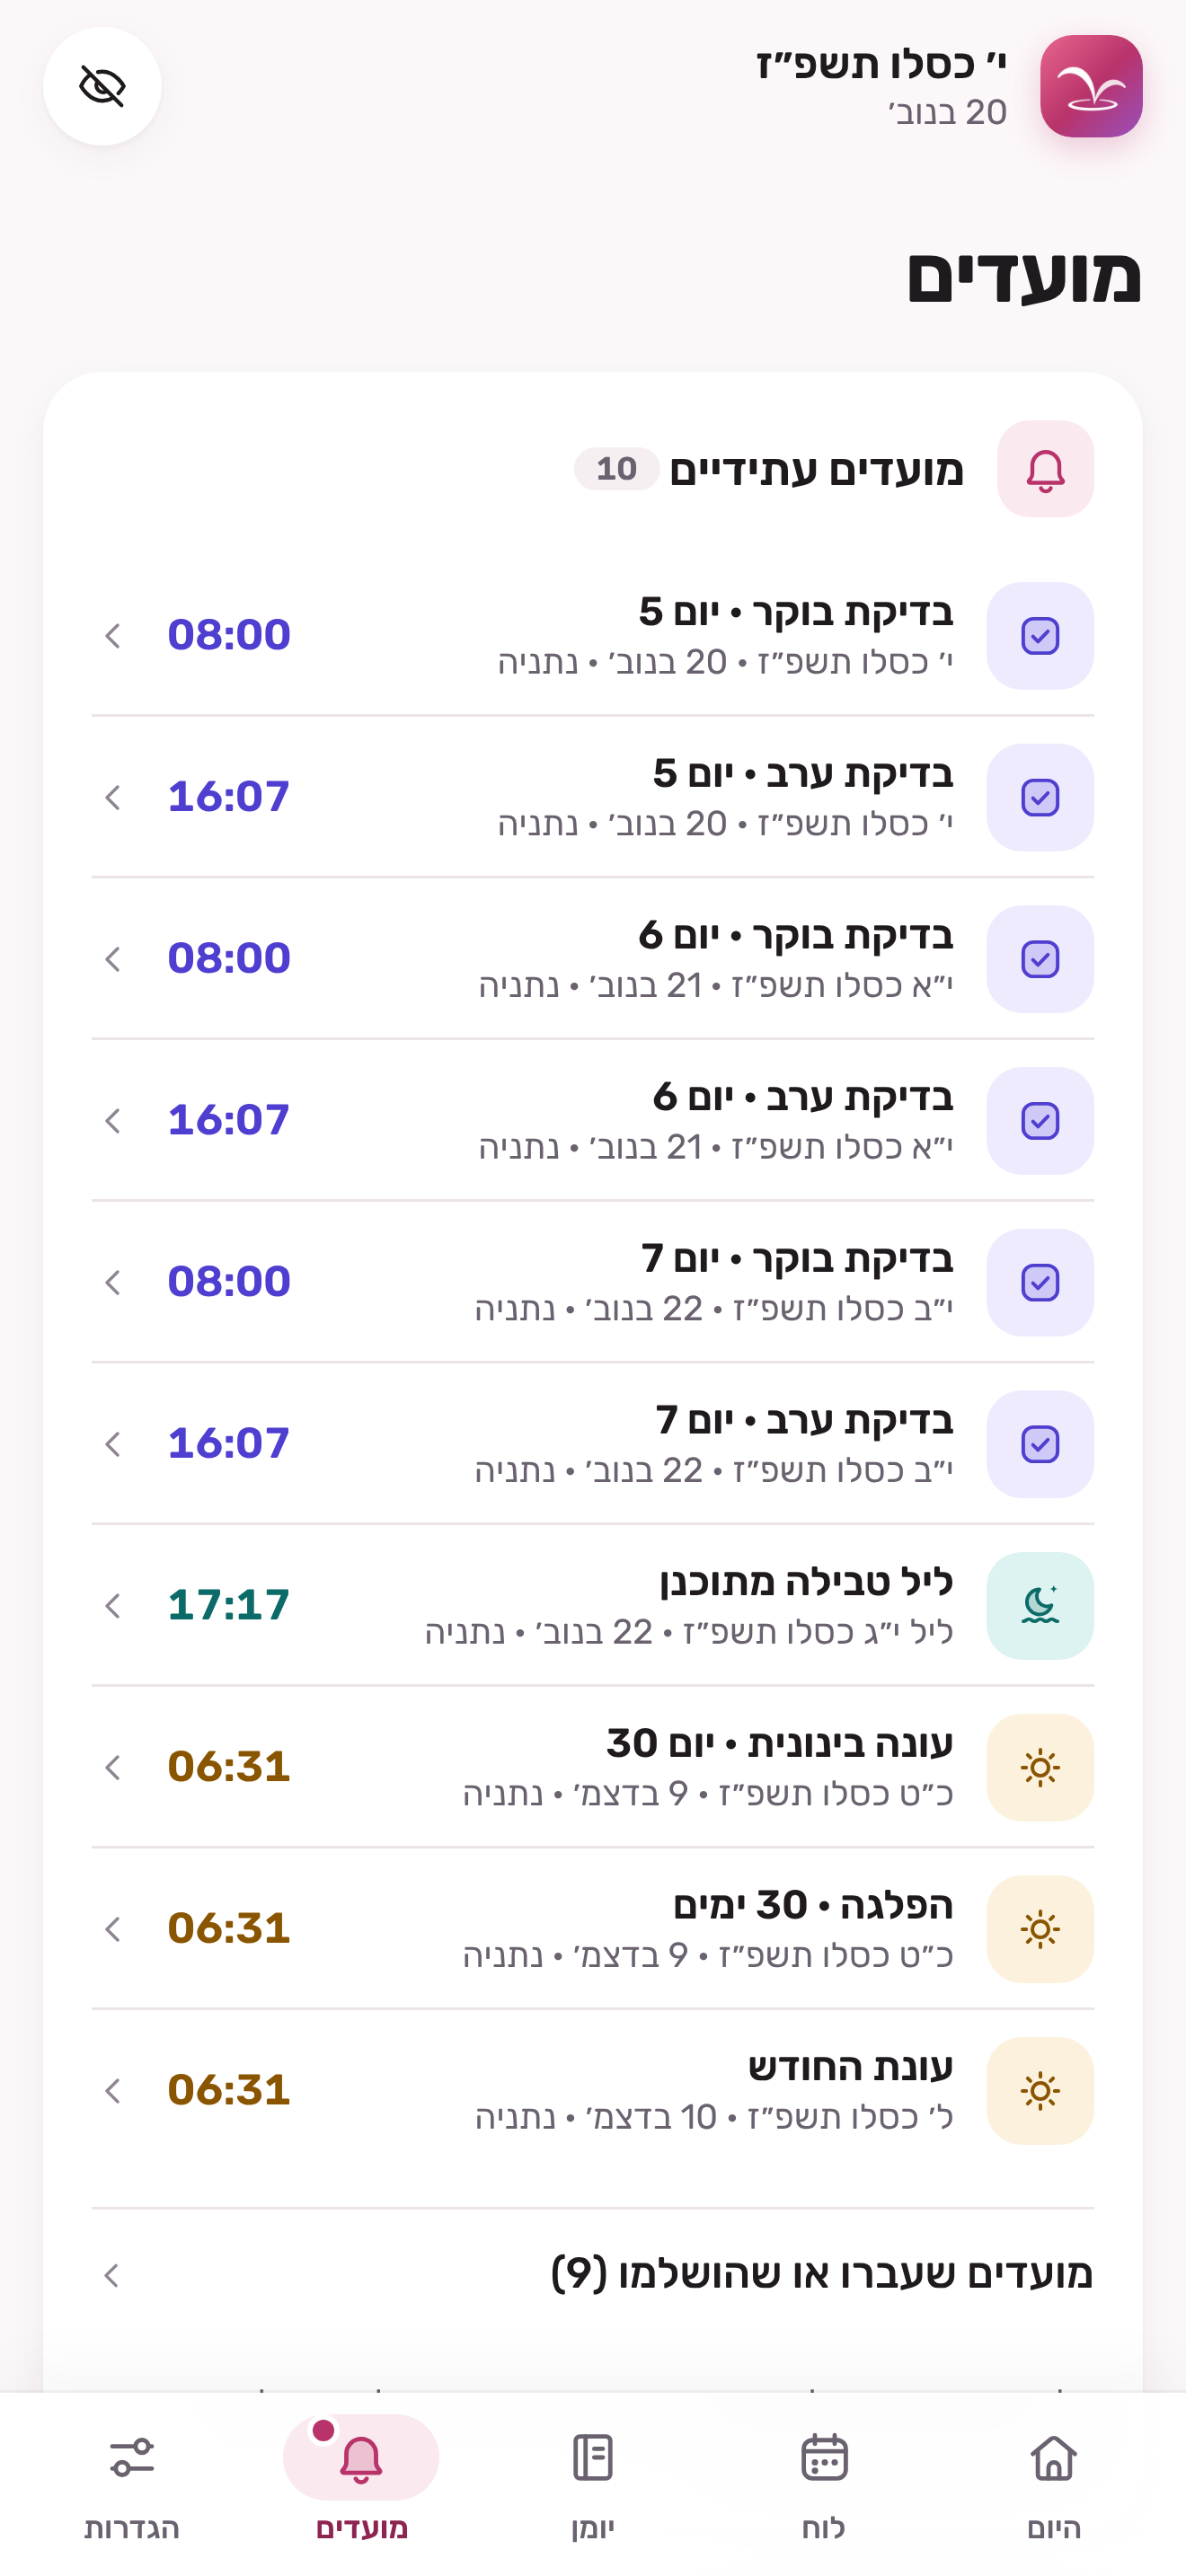 י׳ כסלו תשפ״ז
20 בנוב׳
מועדים
מועדים עתידיים 10
בדיקת בוקר • יום 5
י׳ כסלו תשפ״ז • 20 בנוב׳ • נתניה
08:00
בדיקת ערב • יום 5
י׳ כסלו תשפ״ז • 20 בנוב׳ • נתניה
16:07
בדיקת בוקר • יום 6
י״א כסלו תשפ״ז • 21 בנוב׳ • נתניה
08:00
בדיקת ערב • יום 6
י״א כסלו תשפ״ז • 21 בנוב׳ • נתניה
16:07
בדיקת בוקר • יום 7
י״ב כסלו תשפ״ז • 22 בנוב׳ • נתניה
08:00
בדיקת ערב • יום 7
י״ב כסלו תשפ״ז • 22 בנוב׳ • נתניה
16:07
ליל טבילה מתוכנן
ליל י״ג כסלו תשפ״ז • 22 בנוב׳ • נתניה
17:17
עונה בינונית • יום 30
כ״ט כסלו תשפ״ז • 9 בדצמ׳ • נתניה
06:31
הפלגה • 30 ימים
כ״ט כסלו תשפ״ז • 9 בדצמ׳ • נתניה
06:31
עונת החודש
ל׳ כסלו תשפ״ז • 10 בדצמ׳ • נתניה
06:31
מועדים שעברו או שהושלמו (9)
היום
לוח
יומן
מועדים
הגדרות